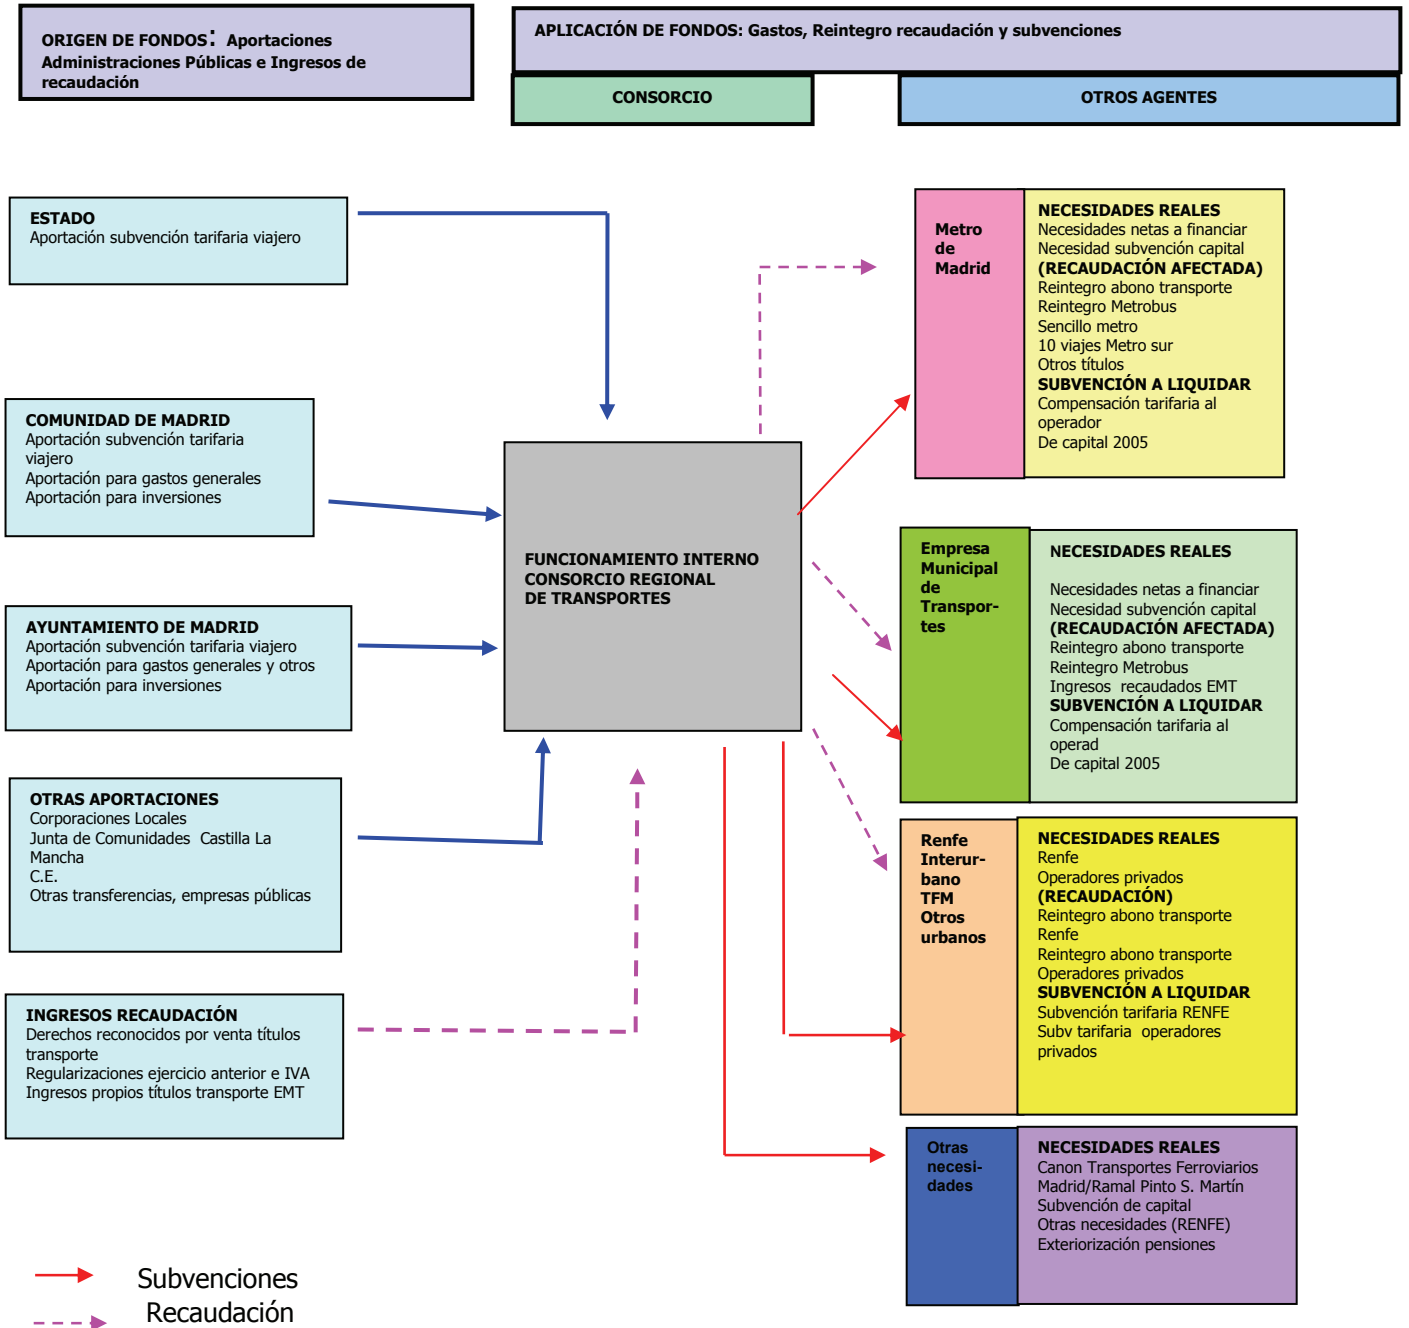 ORIGEN DE FONDOS: Aportaciones
Administraciones Públicas e Ingresos de
recaudación
APLICACIÓN DE FONDOS: Gastos, Reintegro recaudación y subvenciones
CONSORCIO
OTROS AGENTES
ESTADO
Aportación subvención tarifaria viajero
COMUNIDAD DE MADRID
Aportación subvención tarifaria
viajero
Aportación para gastos generales
Aportación para inversiones
AYUNTAMIENTO DE MADRID
Aportación subvención tarifaria viajero
Aportación para gastos generales y otros
Aportación para inversiones
OTRAS APORTACIONES
Corporaciones Locales
Junta de Comunidades Castilla La
Mancha
C.E.
Otras transferencias, empresas públicas
INGRESOS RECAUDACIÓN
Derechos reconocidos por venta títulos
transporte
Regularizaciones ejercicio anterior e IVA
Ingresos propios títulos transporte EMT
FUNCIONAMIENTO INTERNO
CONSORCIO REGIONAL
DE TRANSPORTES
Metro
de
Madrid
NECESIDADES REALES
Necesidades netas a financiar
Necesidad subvención capital
(RECAUDACIÓN AFECTADA)
Reintegro abono transporte
Reintegro Metrobus
Sencillo metro
10 viajes Metro sur
Otros títulos
SUBVENCIÓN A LIQUIDAR
Compensación tarifaria al
operador
De capital 2005
Empresa
Municipal
de
Transpor-
tes
NECESIDADES REALES
Necesidades netas a financiar
Necesidad subvención capital
(RECAUDACIÓN AFECTADA)
Reintegro abono transporte
Reintegro Metrobus
Ingresos recaudados EMT
SUBVENCIÓN A LIQUIDAR
Compensación tarifaria al
operad
De capital 2005
Renfe
Interur-
bano
TFM
Otros
urbanos
NECESIDADES REALES
Renfe
Operadores privados
(RECAUDACIÓN)
Reintegro abono transporte
Renfe
Reintegro abono transporte
Operadores privados
SUBVENCIÓN A LIQUIDAR
Subvención tarifaria RENFE
Subv tarifaria operadores
privados
Otras
necesi-
dades
NECESIDADES REALES
Canon Transportes Ferroviarios
Madrid/Ramal Pinto S. Martín
Subvención de capital
Otras necesidades (RENFE)
Exteriorización pensiones
Subvenciones
Recaudación